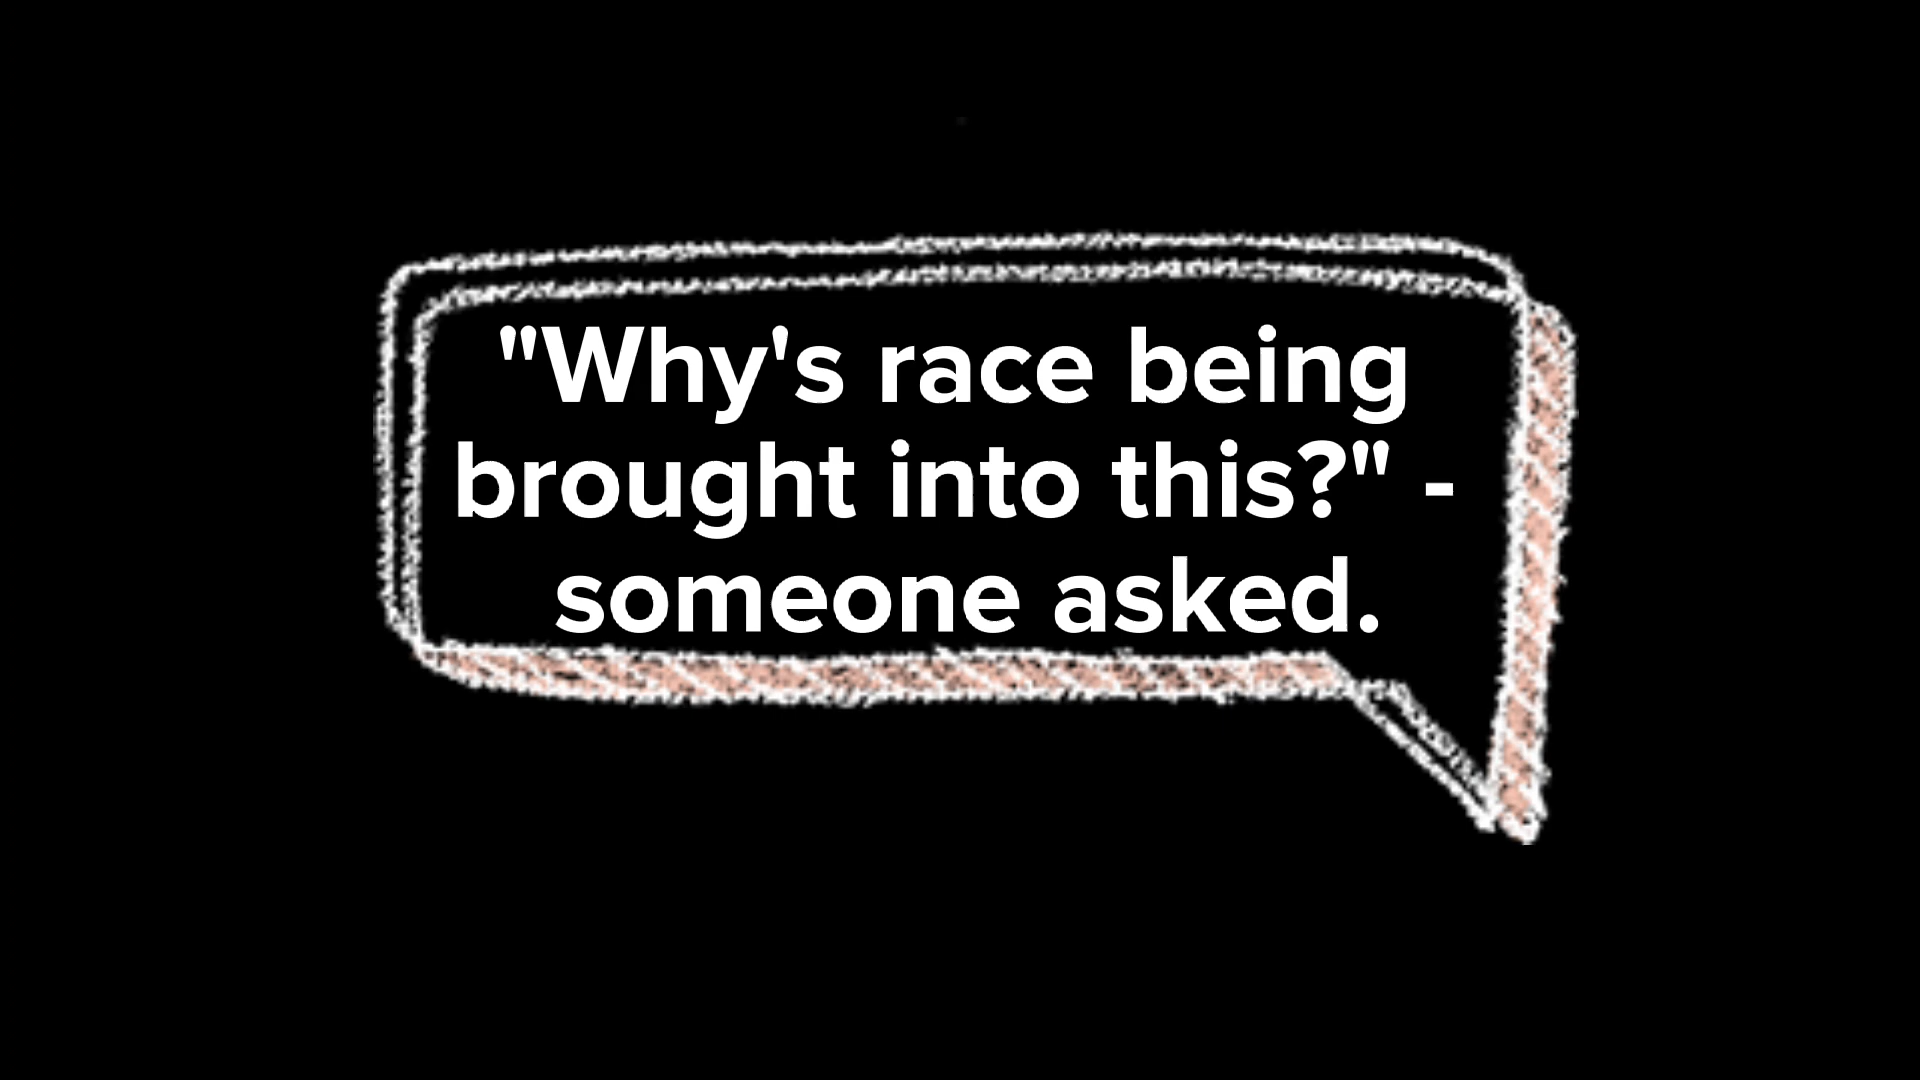 "Why's race being
brought into this?" -
someone asked.